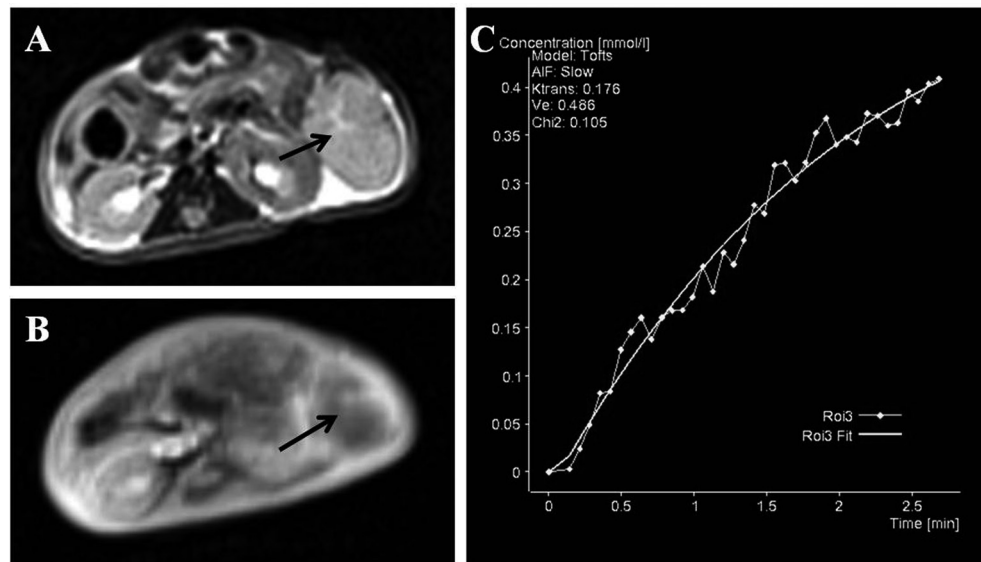 A
B
C
Concentration [mmol/l]
Model: Tofts
AIF: Slow
Ktrans: 0.176
Ve: 0.486
Chi2: 0.105
0.4
0.35
0.3
0.25
0.2
0.15
0.1
0.05
0
Roi3
Roi3 Fit
0 0.5 1 1.5 2 2.5
Time [min]